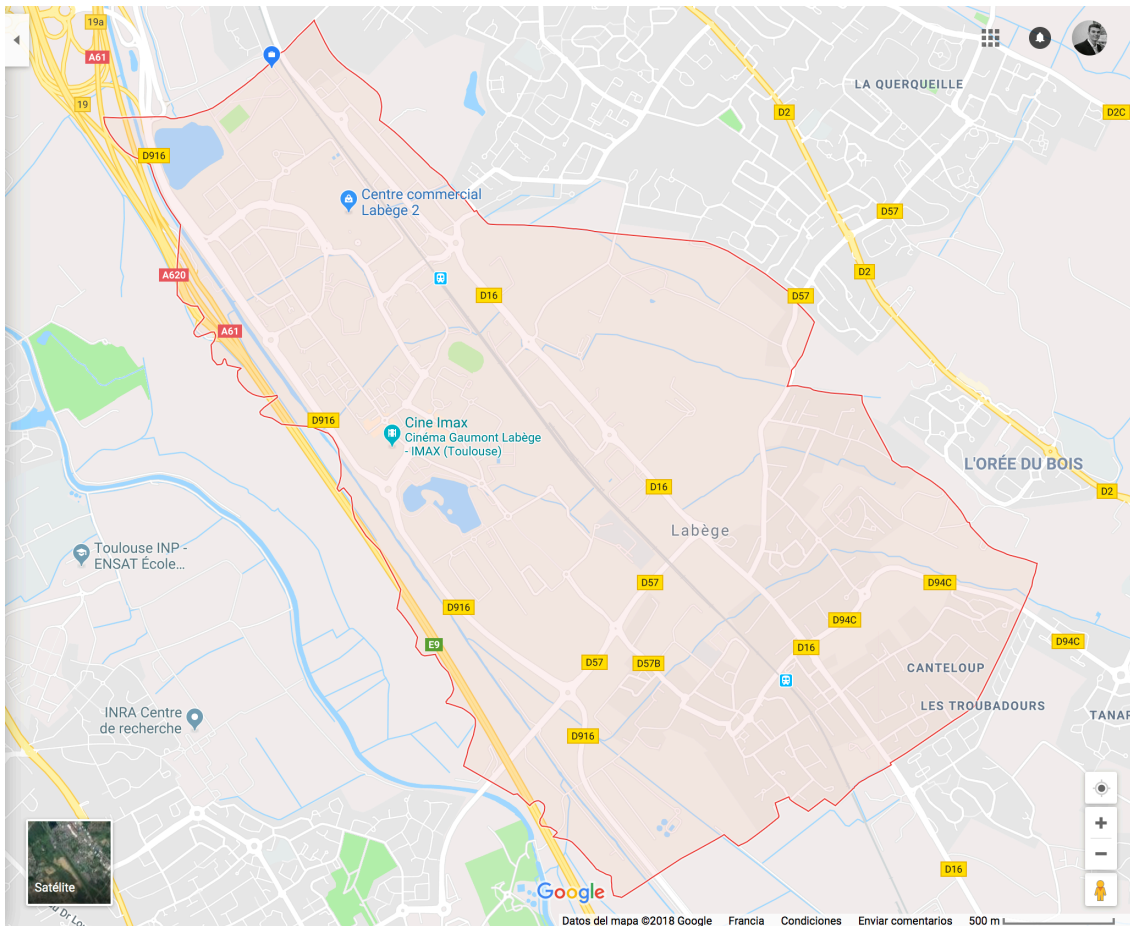 19a
A61
LA QUERQUEILLE
19
D2
D2C
D916
Centre commercial
Labège 2
D57
D2
A620
D16
D57
A61
D916
Cine Imax
Cinéma Gaumont Labège
- IMAX (Toulouse)
L'ORÉE DU BOIS
D16
D2
Labège
Toulouse INP -
ENSAT École...
D57
D94C
D916
D94C
E9
D16
D94C
D57
D57B
CANTELOUP
LES TROUBADOURS
INRA Centre
de recherche
TANAR
D916
D16
Satélite
Google
Datos del mapa ©2018 Google Francia Condiciones Enviar comentarios 500 m